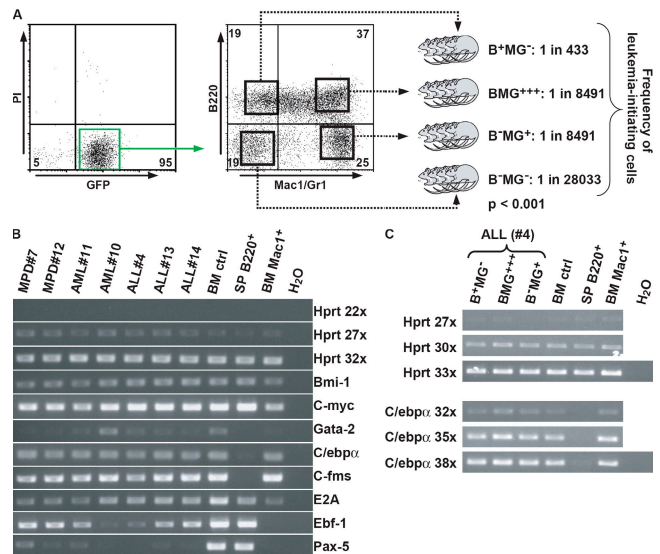 A
PI
5
95
GFP
B220
19
37
19
25
Mac1/Gr1
B⁺MG⁻: 1 in 433
BMG⁺⁺⁺: 1 in 8491
B⁻MG⁺: 1 in 8491
B⁻MG⁻: 1 in 28033
p < 0.001
Frequency of
leukemia-initiating cells
B
MPD#7
MPD#12
AML#11
AML#10
ALL#4
ALL#13
ALL#14
BM ctrl
SP B220⁺
BM Mac1⁺
H₂O
Hprt 22x
Hprt 27x
Hprt 32x
Bmi-1
C-myc
Gata-2
C/ebpα
C-fms
E2A
Ebf-1
Pax-5
C
ALL (#4)
B⁺MG⁻
BMG⁺⁺⁺
B⁻MG⁺
BM ctrl
SP B220⁺
BM Mac1⁺
H₂O
Hprt 27x
Hprt 30x
Hprt 33x
C/ebpα 32x
C/ebpα 35x
C/ebpα 38x